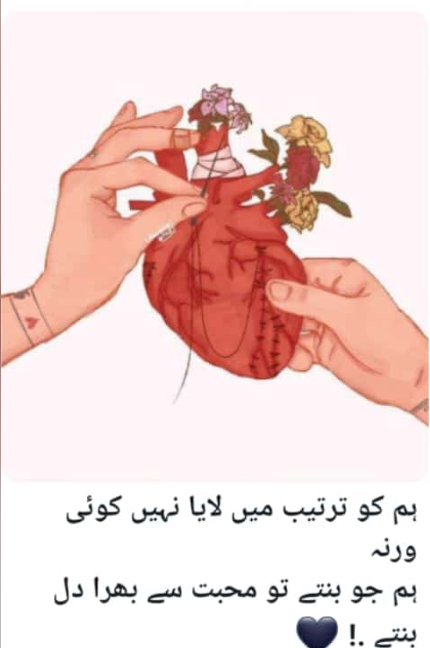 ہم کو ترتیب میں لایا نہیں کوئی
ورنہ
ہم جو بنتے تو محبت سے بھرا دل
بنتے .! 🖤